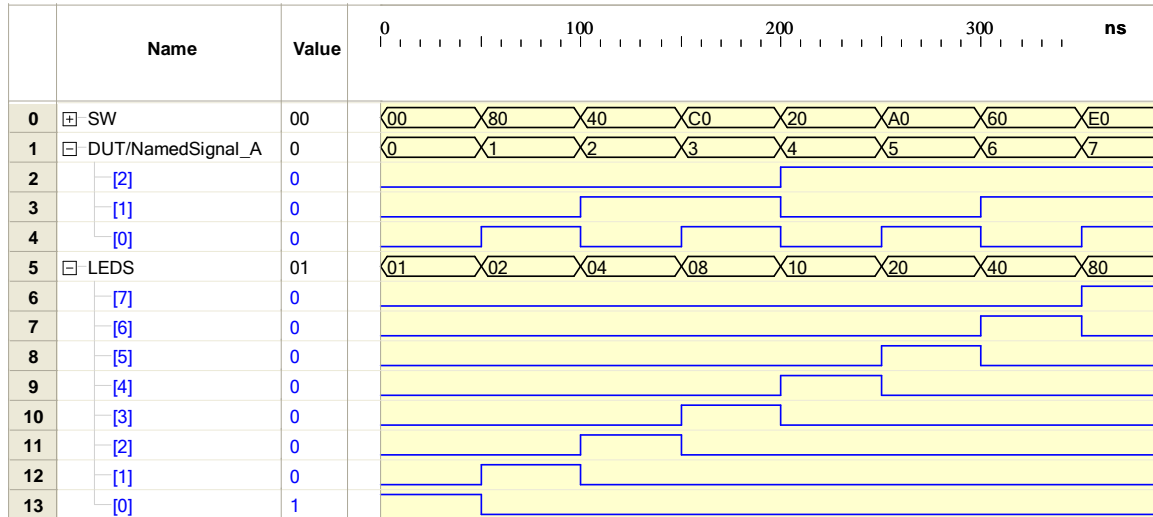 0 100 200 300 ns
Name Value
0 SW 00 00 80 40 C0 20 A0 60 E0
1 DUT/NamedSignal_A 0 0 1 2 3 4 5 6 7
2 [2] 0
3 [1] 0
4 [0] 0
5 LEDS 01 01 02 04 08 10 20 40 80
6 [7] 0
7 [6] 0
8 [5] 0
9 [4] 0
10 [3] 0
11 [2] 0
12 [1] 0
13 [0] 1